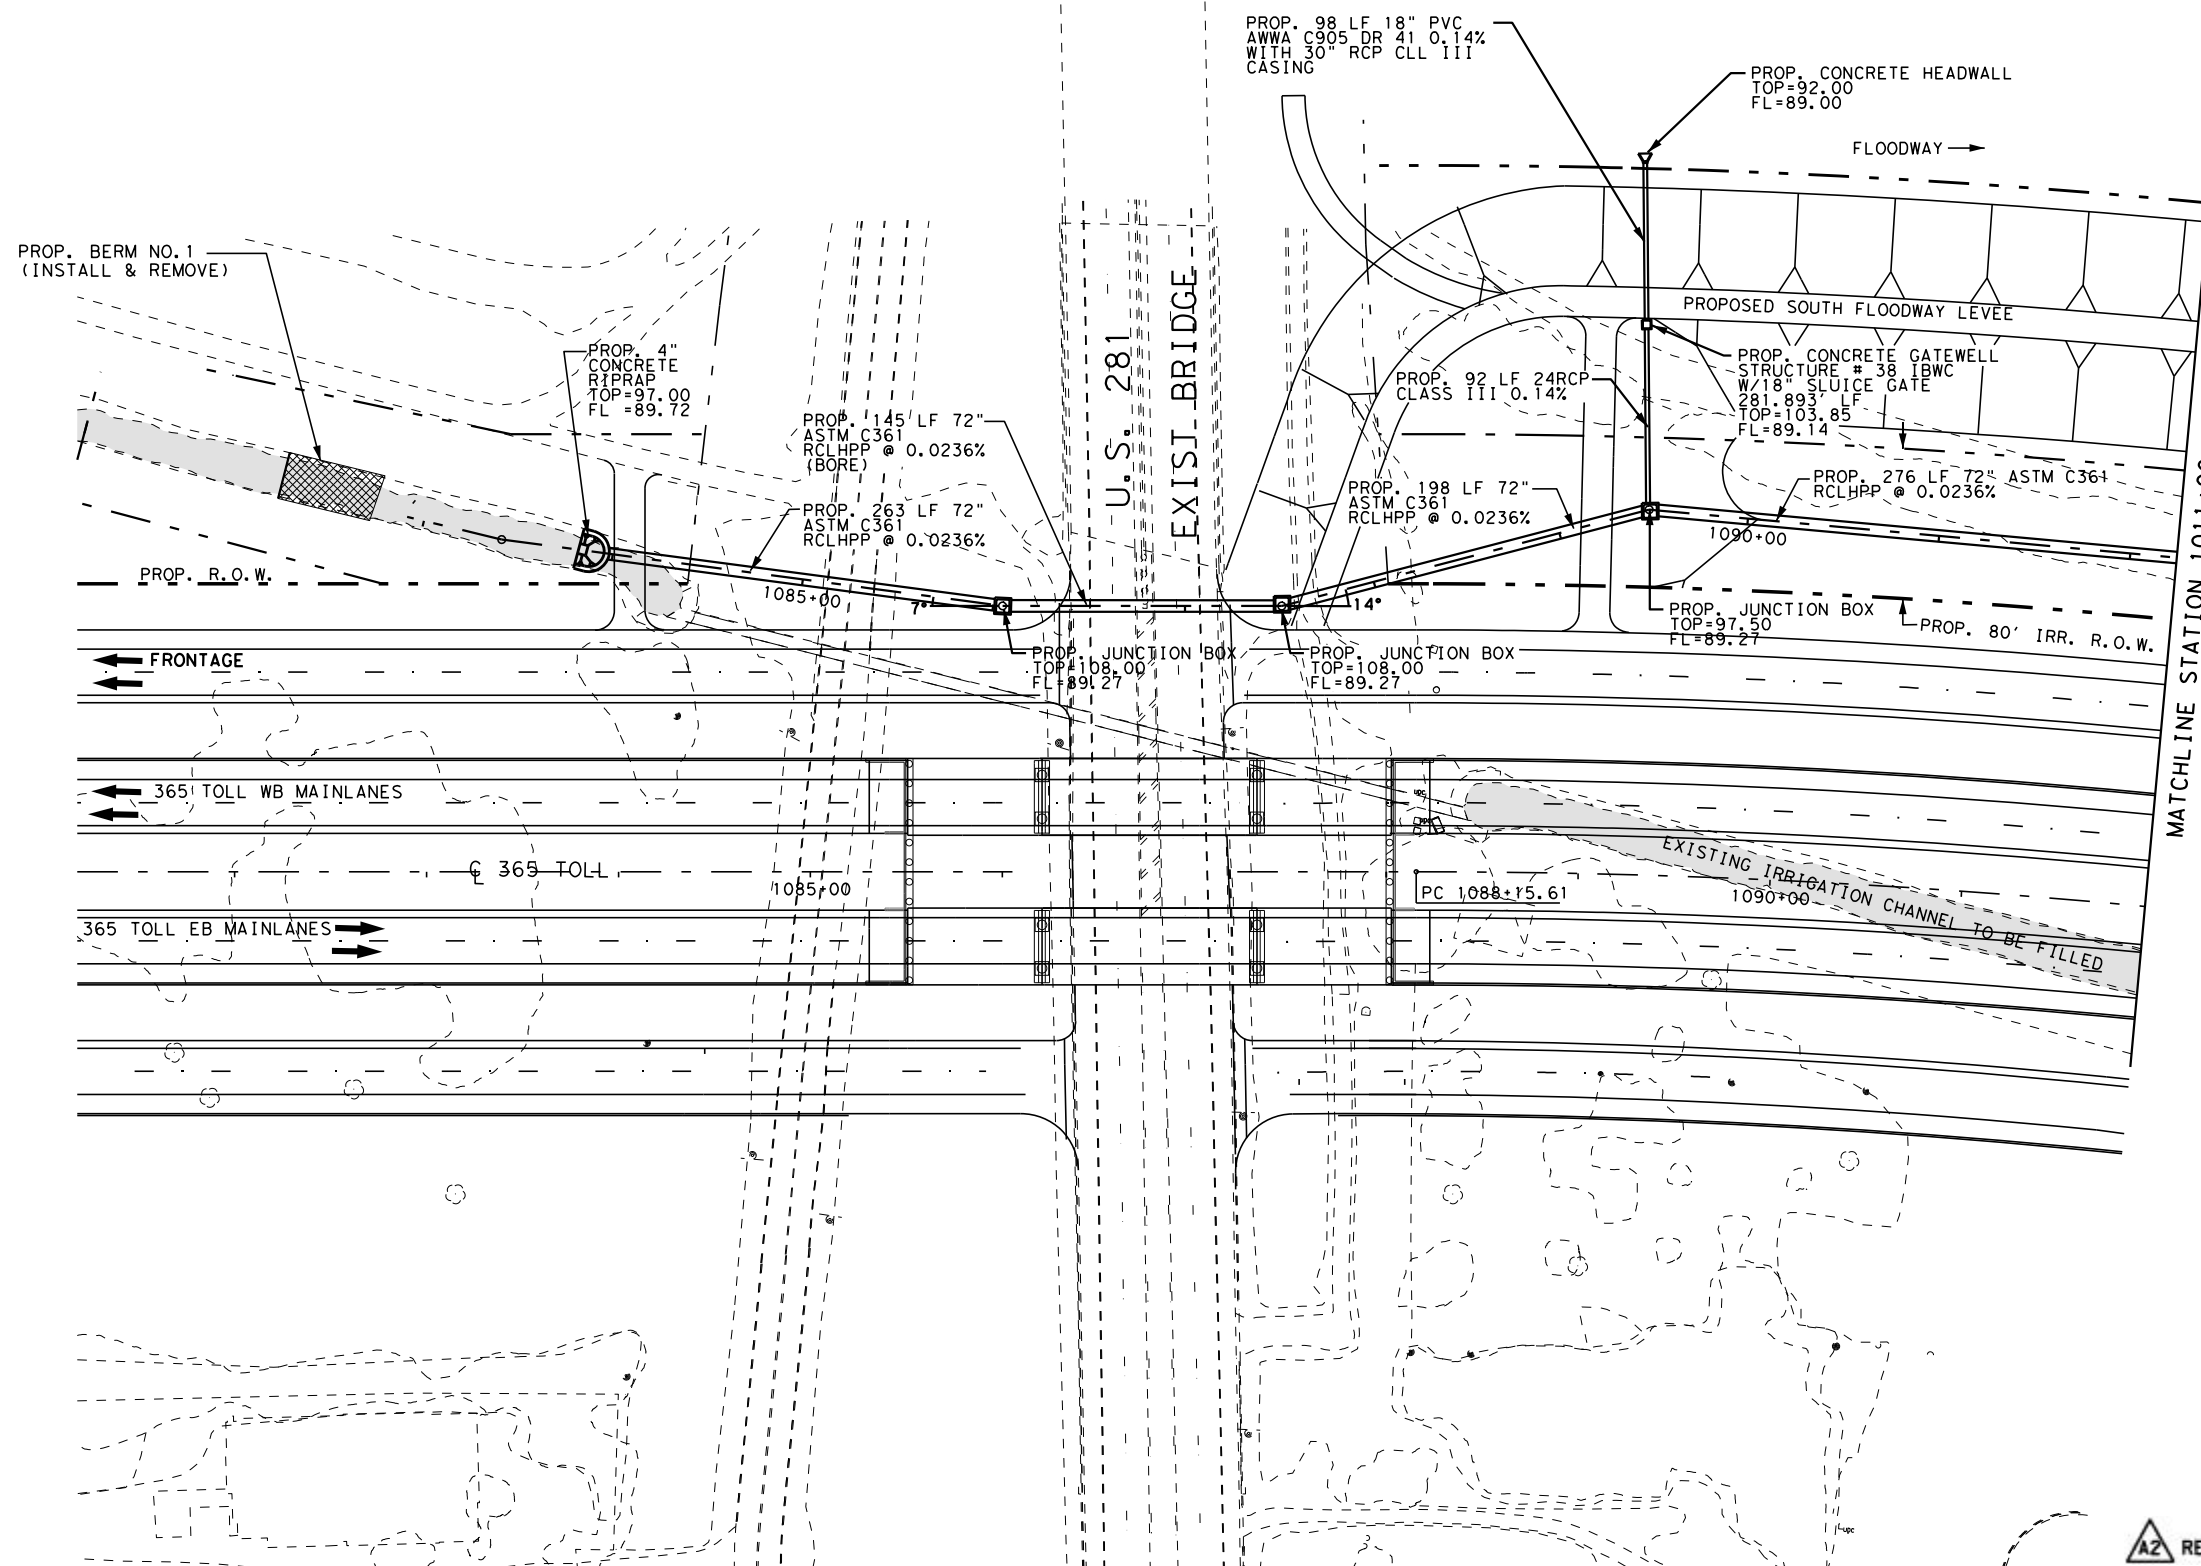 PROP. 98 LF 18" PVC
AWWA C905 DR 41 0.14%
WITH 30" RCP CLL III
CASING
PROP. CONCRETE HEADWALL
TOP=92.00
FL=89.00
FLOODWAY
PROP. BERM NO.1
(INSTALL & REMOVE)
PROPOSED SOUTH FLOODWAY LEVEE
PROP. 4"
CONCRETE
RIPRAP
TOP=97.00
FL =89.72
U.S. 281
EXIST BRIDGE
PROP. CONCRETE GATEWELL
STRUCTURE # 38 IBWC
W/18" SLUICE GATE
281.893' LF
TOP=103.85
FL=89.14
PROP. 92 LF 24RCP
CLASS III 0.14%
PROP. 145 LF 72"
ASTM C361
RCLHPP @ 0.0236%
(BORE)
PROP. 263 LF 72"
ASTM C361
RCLHPP @ 0.0236%
PROP. 198 LF 72"
ASTM C361
RCLHPP @ 0.0236%
PROP. 276 LF 72" ASTM C361
RCLHPP @ 0.0236%
1090+00
PROP. R.O.W.
1085+00
7°
14°
PROP. JUNCTION BOX
TOP=97.50
FL=89.27
PROP. 80' IRR. R.O.W.
PROP. JUNCTION BOX
TOP=108.00
FL=89.27
PROP. JUNCTION BOX
TOP=108.00
FL=89.27
FRONTAGE
MATCHLINE STATION
365 TOLL WB MAINLANES
℄ 365 TOLL
1085+00
PC 1088+15.61
1090+00
EXISTING IRRIGATION CHANNEL TO BE FILLED
365 TOLL EB MAINLANES
A2